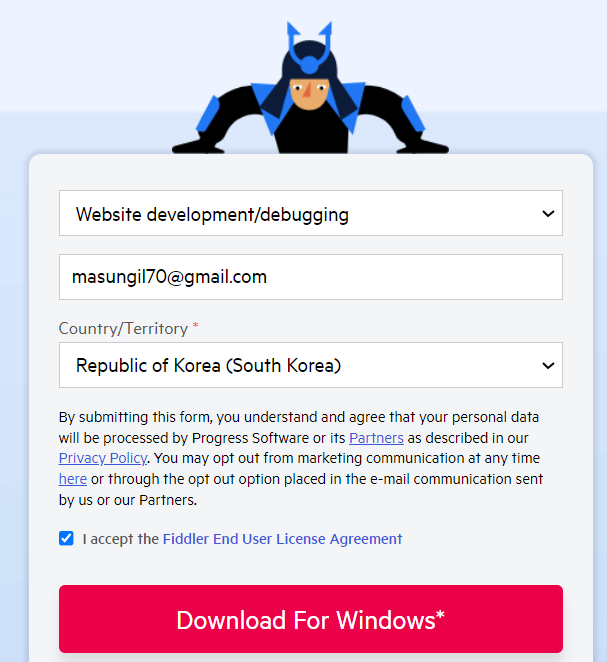 Website development/debugging
masungil70@gmail.com
Country/Territory *
Republic of Korea (South Korea)
By submitting this form, you understand and agree that your personal data
will be processed by Progress Software or its Partners as described in our
Privacy Policy. You may opt out from marketing communication at any time
here or through the opt out option placed in the e-mail communication sent
by us or our Partners.
I accept the Fiddler End User License Agreement
Download For Windows*